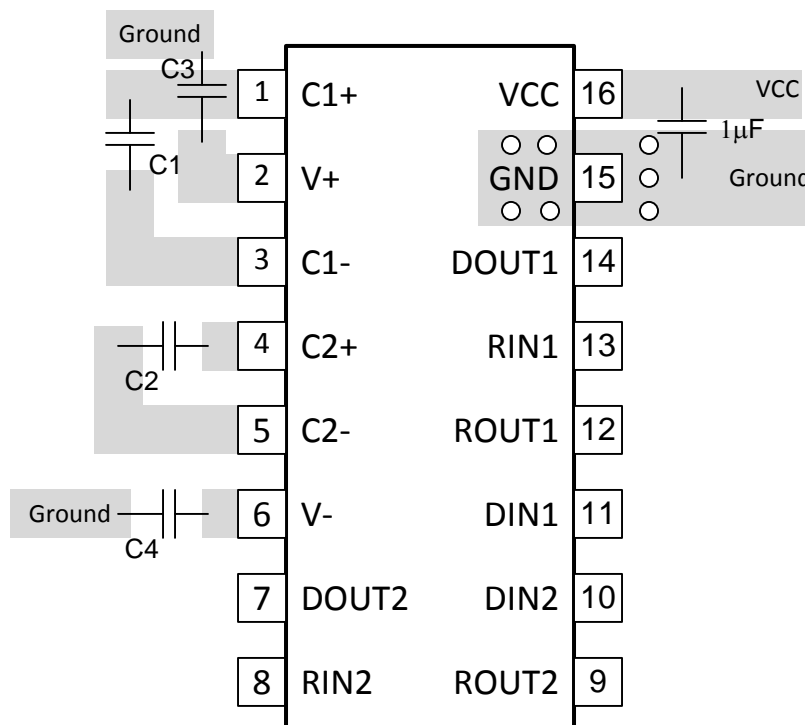 Ground
C3
1 C1+ VCC 16 VCC
C1
1μF
2 V+ GND 15 Ground
3 C1- DOUT1 14
4 C2+ RIN1 13
C2
5 C2- ROUT1 12
Ground 6 V- DIN1 11
C4
7 DOUT2 DIN2 10
8 RIN2 ROUT2 9